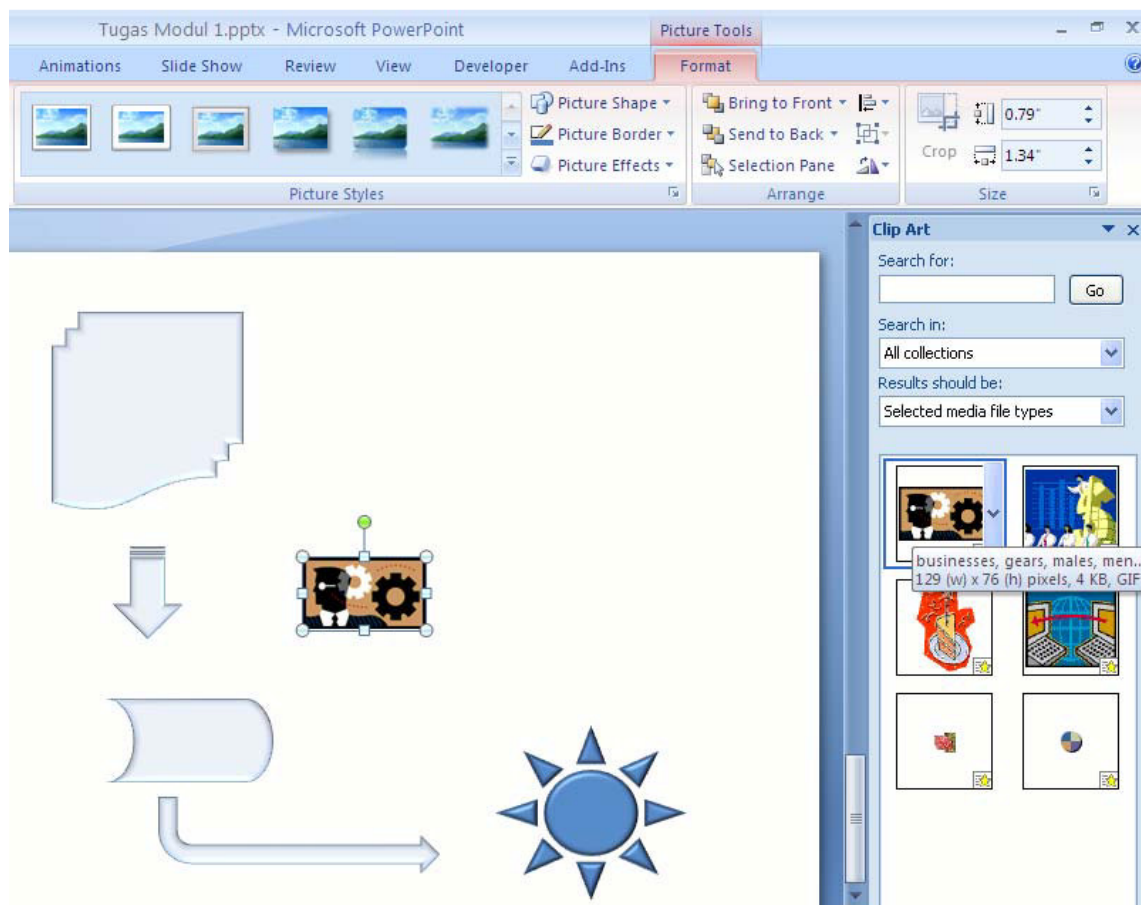 Tugas Modul 1.pptx - Microsoft PowerPoint
Picture Tools
Animations Slide Show Review View Developer Add-Ins Format
Picture Shape
Picture Border
Picture Effects
Picture Styles
Bring to Front
Send to Back
Selection Pane
Arrange
Crop
0.79"
1.34"
Size
Clip Art
Search for:
Go
Search in:
All collections
Results should be:
Selected media file types
businesses, gears, males, men...
129 (w) x 76 (h) pixels, 4 KB, GIF